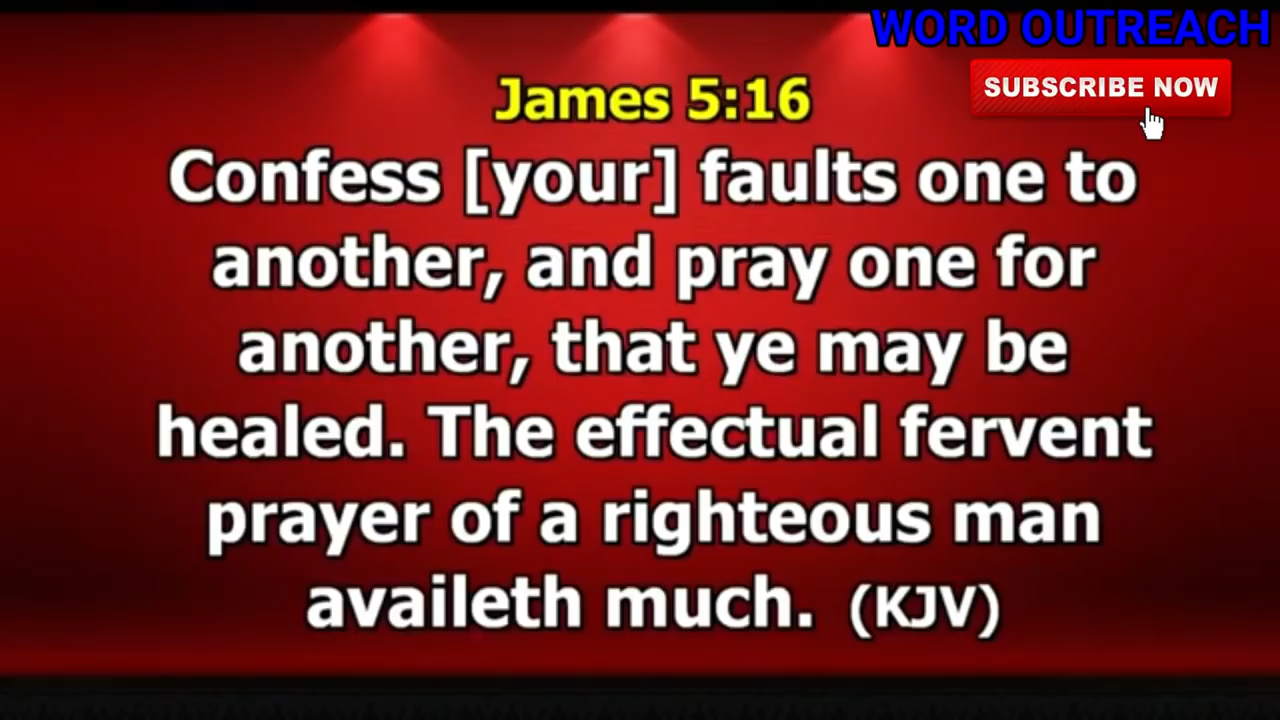 WORD OUTREACH
SUBSCRIBE NOW
James 5:16
Confess [your] faults one to
another, and pray one for
another, that ye may be
healed. The effectual fervent
prayer of a righteous man
availeth much. (KJV)